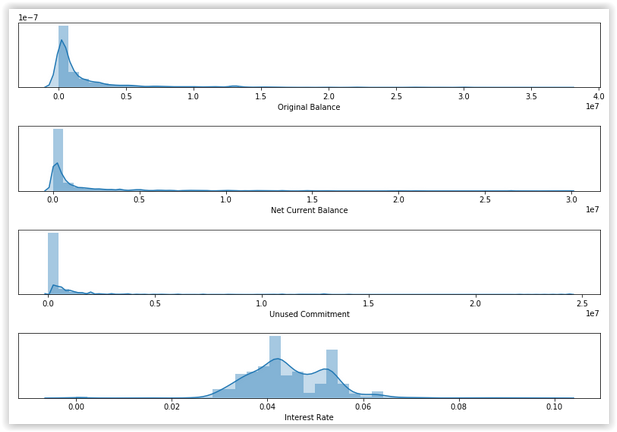 1e−7
0.0 0.5 1.0 1.5 2.0 2.5 3.0 3.5 4.0
Original Balance 1e7
0.0 0.5 1.0 1.5 2.0 2.5 3.0
Net Current Balance 1e7
0.0 0.5 1.0 1.5 2.0 2.5
Unused Commitment 1e7
0.00 0.02 0.04 0.06 0.08 0.10
Interest Rate